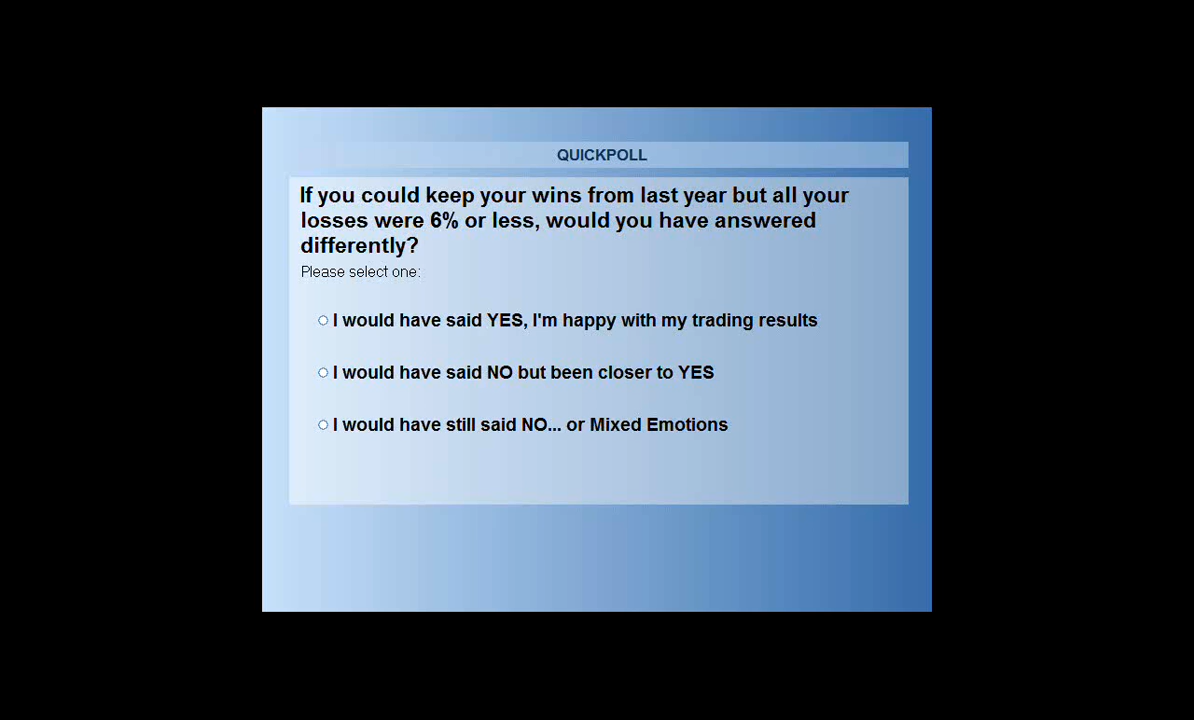 QUICKPOLL
If you could keep your wins from last year but all your
losses were 6% or less, would you have answered
differently?
Please select one:
I would have said YES, I'm happy with my trading results
I would have said NO but been closer to YES
I would have still said NO... or Mixed Emotions